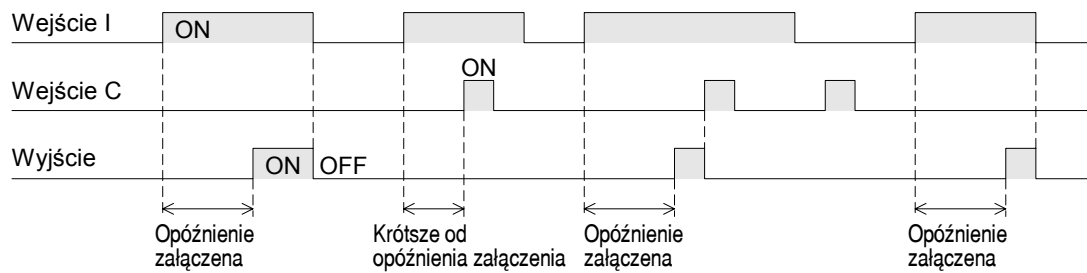 Wejście I
ON
ON
Wejście C
Wyjście
ON OFF
Opóźnienie
załączena
Krótsze od
opóźnienia załączenia
Opóźnienie
załączena
Opóźnienie
załączena